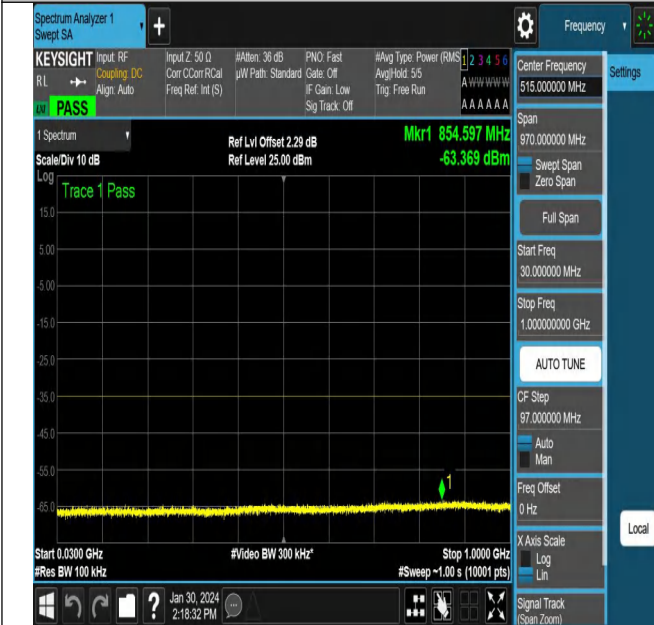 Spectrum Analyzer 1
Swept SA
+
Frequency
KEYSIGHT
RL
LXI
PASS
Input: RF
Coupling: DC
Align: Auto
Input Z: 50 Ω
Corr CCorr RCal
Freq Ref: Int (S)
#Atten: 36 dB
µW Path: Standard
PNO: Fast
Gate: Off
IF Gain: Low
Sig Track: Off
#Avg Type: Power (RMS
Avg|Hold: 5/5
Trig: Free Run
1 2 3 4 5 6
A W W W W W
A A A A A A
1 Spectrum
Scale/Div 10 dB
Log
Ref Lvl Offset 2.29 dB
Ref Level 25.00 dBm
Mkr1 854.597 MHz
-63.369 dBm
Trace 1 Pass
15.0
5.00
-5.00
-15.0
-25.0
-35.0
-45.0
-55.0
-65.0
1
Start 0.0300 GHz
#Res BW 100 kHz
#Video BW 300 kHz*
Stop 1.0000 GHz
#Sweep ~1.00 s (10001 pts)
Jan 30, 2024
2:18:32 PM
?
Center Frequency
515.000000 MHz
Settings
Span
970.000000 MHz
Swept Span
Zero Span
Full Span
Start Freq
30.000000 MHz
Stop Freq
1.000000000 GHz
AUTO TUNE
CF Step
97.000000 MHz
Auto
Man
Freq Offset
0 Hz
Local
X Axis Scale
Log
Lin
Signal Track
(Span Zoom)